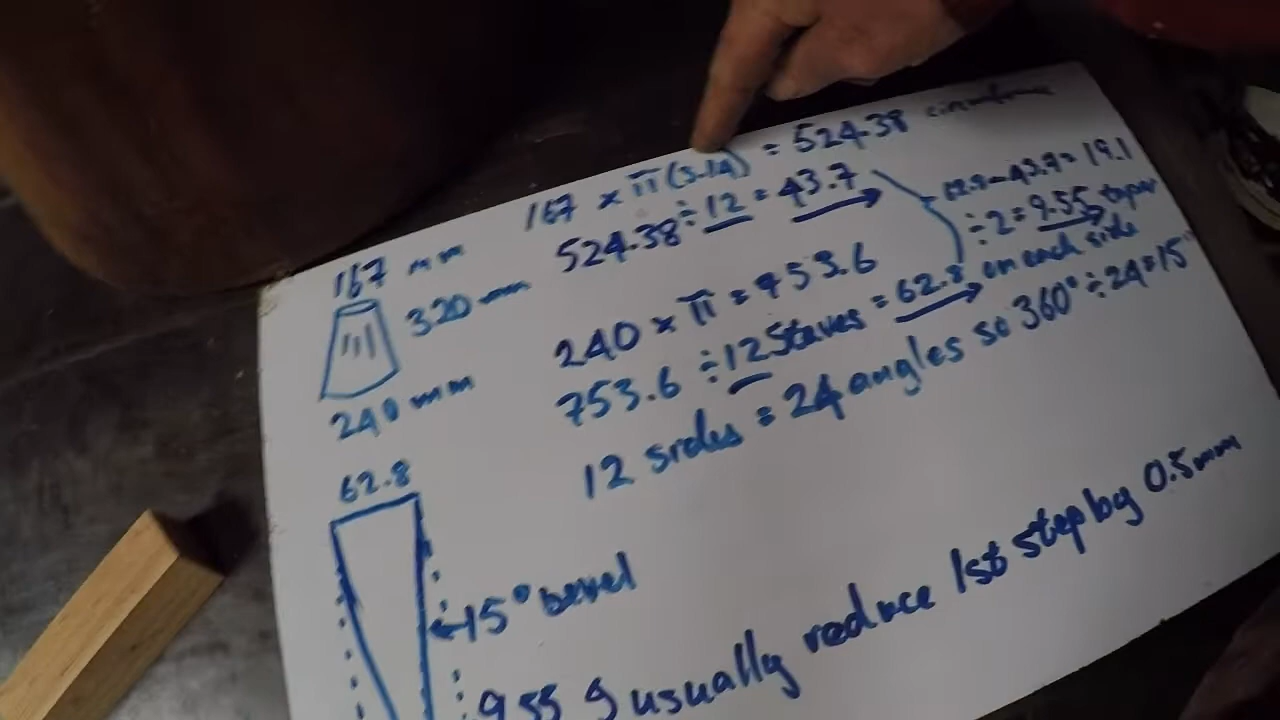 167 x π (3.14) = 524.38
524.38 ÷ 12 = 43.7
62.8 - 43.7 = 19.1
÷ 2 = 9.55 taper
on each side
167 mm
320 mm
240 mm
240 x π = 753.6
753.6 ÷ 12 Staves = 62.8
12 sides = 24 angles so 360° ÷ 24 = 15°
62.8
15° bevel
9.55 I usually reduce 1st step by 0.5mm